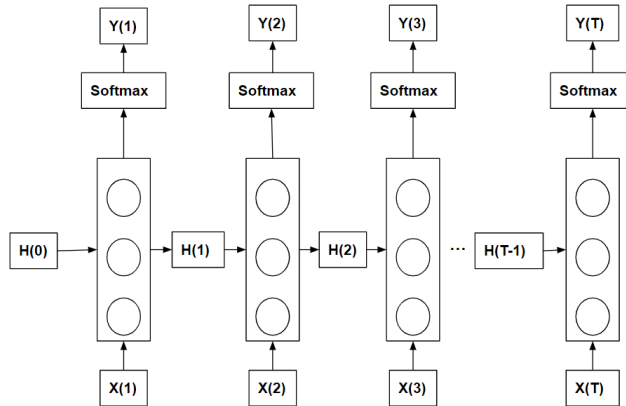 Y(1) Y(2) Y(3) Y(T)
Softmax Softmax Softmax Softmax
H(0) H(1) H(2) ... H(T-1)
X(1) X(2) X(3) X(T)